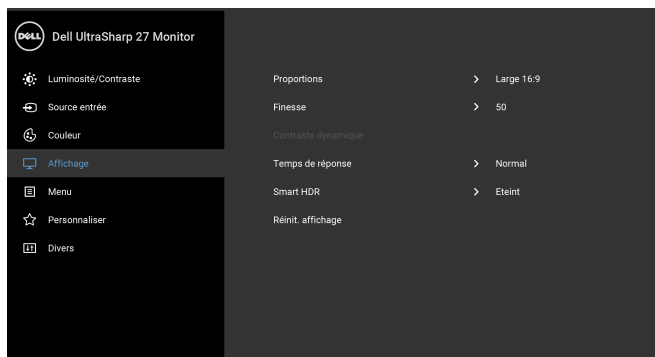 DELL Dell UltraSharp 27 Monitor
Luminosité/Contraste
Source entrée
Couleur
Affichage
Menu
Personnaliser
Divers
Proportions > Large 16:9
Finesse > 50
Contraste dynamique
Temps de réponse > Normal
Smart HDR > Eteint
Réinit. affichage